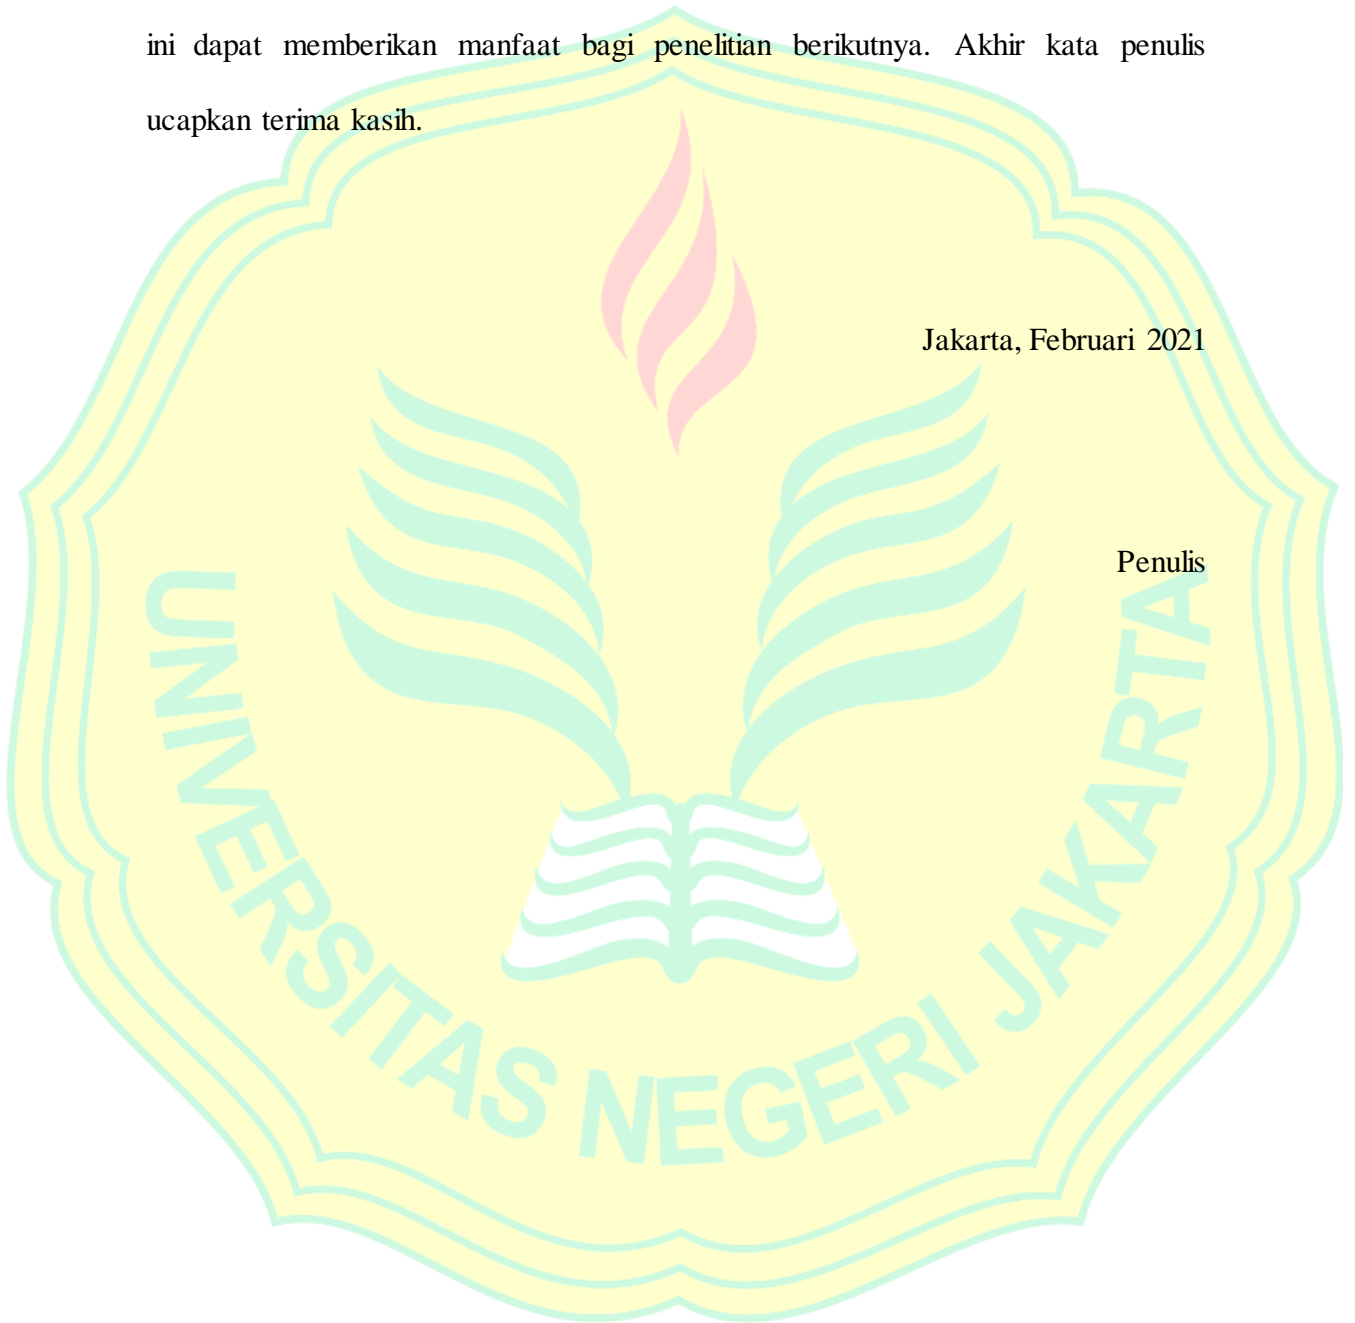 ini dapat memberikan manfaat bagi penelitian berikutnya. Akhir kata penulis
ucapkan terima kasih.
Jakarta, Februari 2021
Penulis
UNIVERSITAS NEGERI JAKARTA